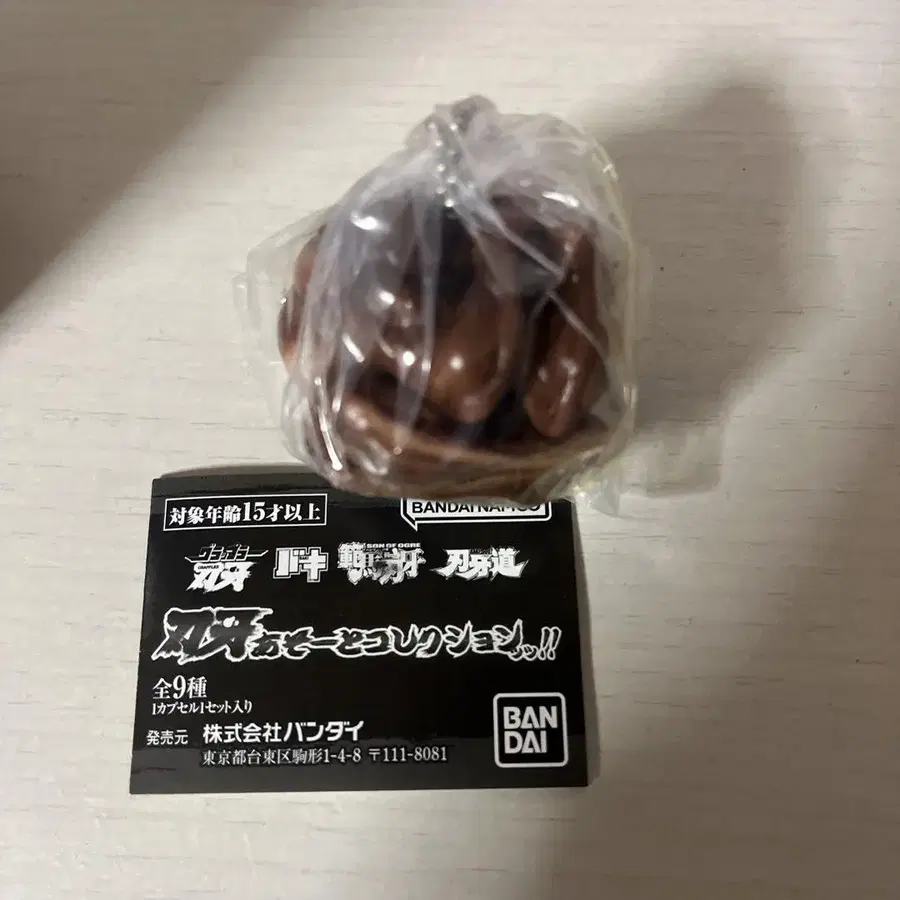 対象年齢15才以上
BANDAI NAMCO
グラップラー刃牙
GRAPPLER
バキ
SON OF OGRE
範馬刃牙
刃牙道
刃牙あそーとコレクションッ!!
全9種
1カプセル1セット入り
発売元 株式会社バンダイ
東京都台東区駒形1-4-8 〒111-8081
BAN
DAI